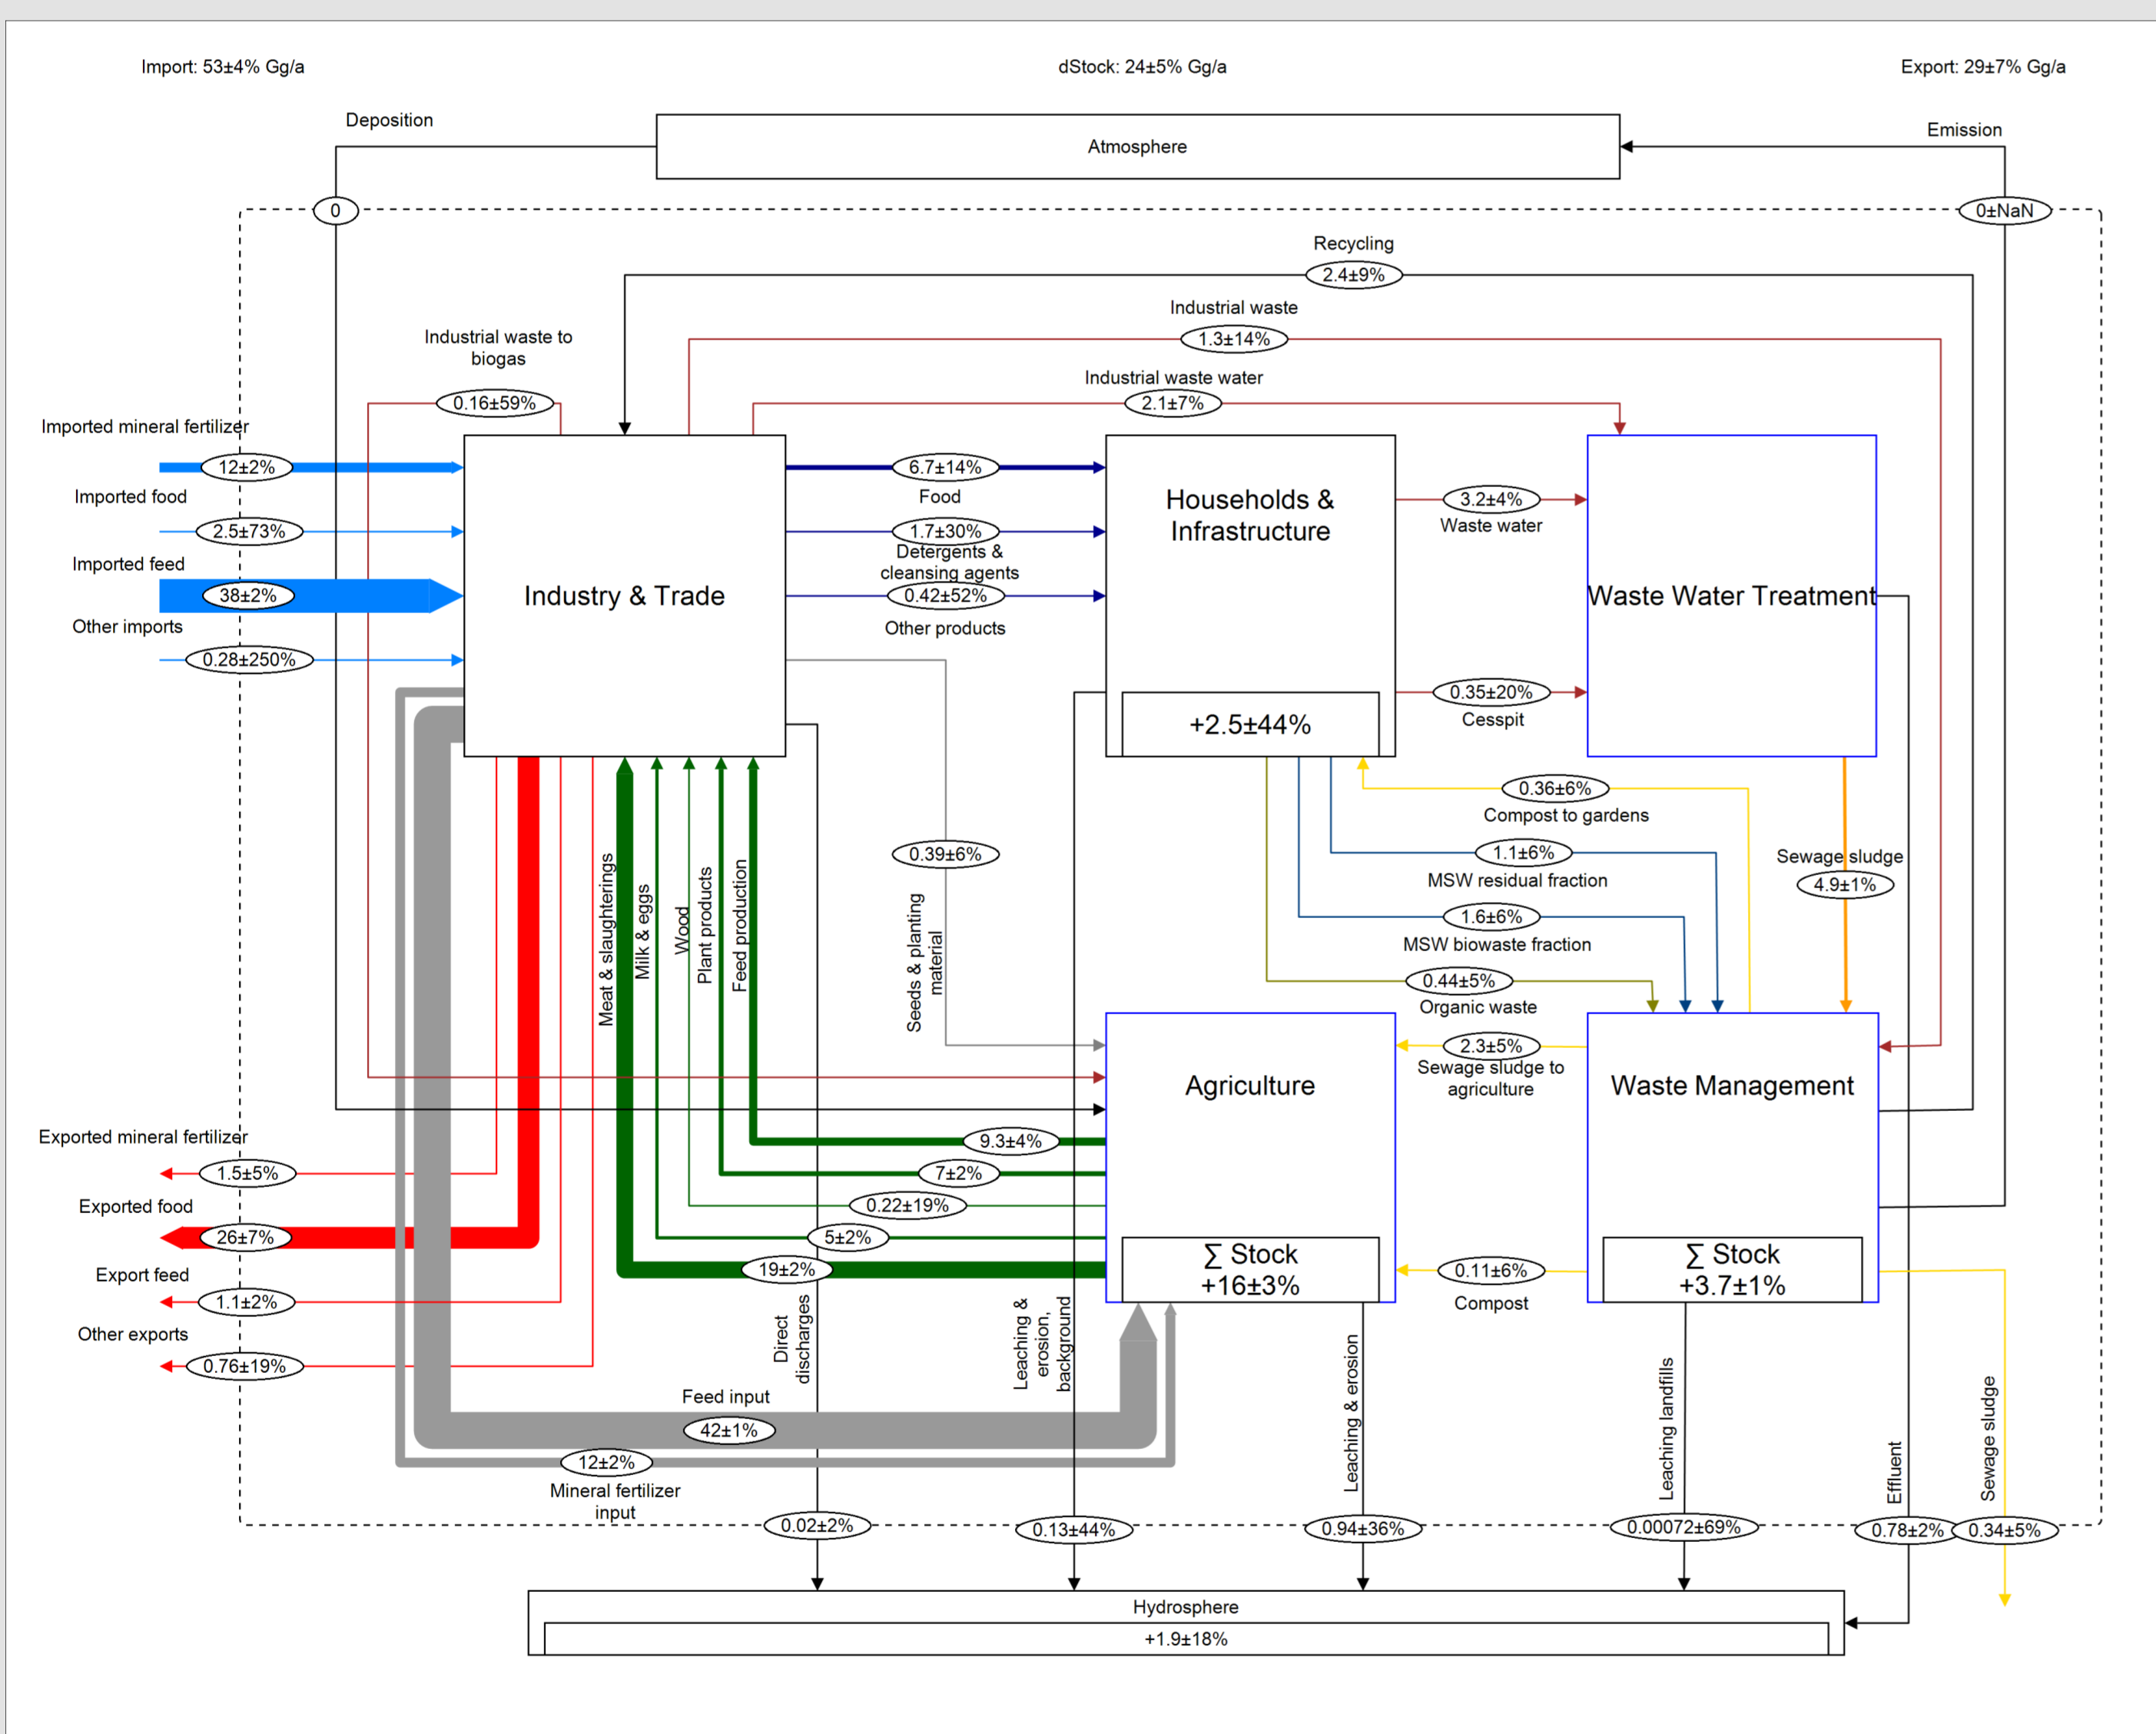 Import: 53±4% Gg/a
dStock: 24±5% Gg/a
Export: 29±7% Gg/a
Deposition
Atmosphere
Emission
0
0±NaN
Recycling
2.4±9%
Industrial waste
1.3±14%
Industrial waste to
biogas
0.16±59%
Industrial waste water
2.1±7%
Imported mineral fertilizer
12±2%
Imported food
2.5±73%
Imported feed
38±2%
Other imports
0.28±250%
Industry & Trade
6.7±14%
Food
1.7±30%
Detergents &
cleansing agents
0.42±52%
Other products
Households &
Infrastructure
+2.5±44%
3.2±4%
Waste water
0.35±20%
Cesspit
Waste Water Treatment
0.36±6%
Compost to gardens
1.1±6%
MSW residual fraction
1.6±6%
MSW biowaste fraction
0.44±5%
Organic waste
Sewage sludge
4.9±1%
0.39±6%
Seeds & planting
material
Meat & slaughterings
Milk & eggs
Wood
Plant products
Feed production
Agriculture
∑ Stock
+16±3%
2.3±5%
Sewage sludge to
agriculture
Waste Management
∑ Stock
+3.7±1%
0.11±6%
Compost
9.3±4%
7±2%
0.22±19%
5±2%
19±2%
Exported mineral fertilizer
1.5±5%
Exported food
26±7%
Export feed
1.1±2%
Other exports
0.76±19%
Feed input
42±1%
12±2%
Mineral fertilizer
input
Direct
discharges
Leaching &
erosion,
background
Leaching & erosion
Leaching landfills
Effluent
Sewage sludge
0.02±2%
0.13±44%
0.94±36%
0.00072±69%
0.78±2%
0.34±5%
Hydrosphere
+1.9±18%